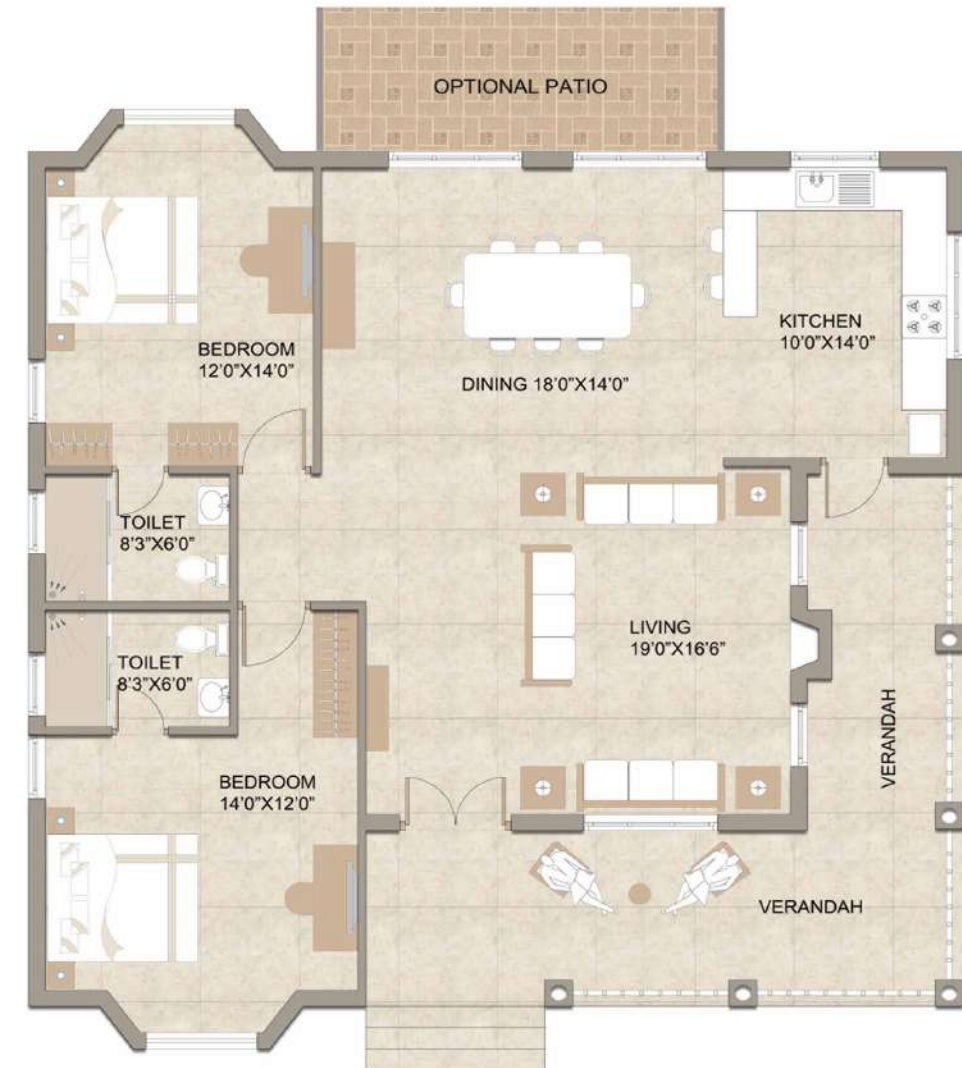 OPTIONAL PATIO
BEDROOM
12'0"X14'0"
KITCHEN
10'0"X14'0"
DINING 18'0"X14'0"
TOILET
8'3"X6'0"
LIVING
19'0"X16'6"
TOILET
8'3"X6'0"
VERANDAH
BEDROOM
14'0"X12'0"
VERANDAH